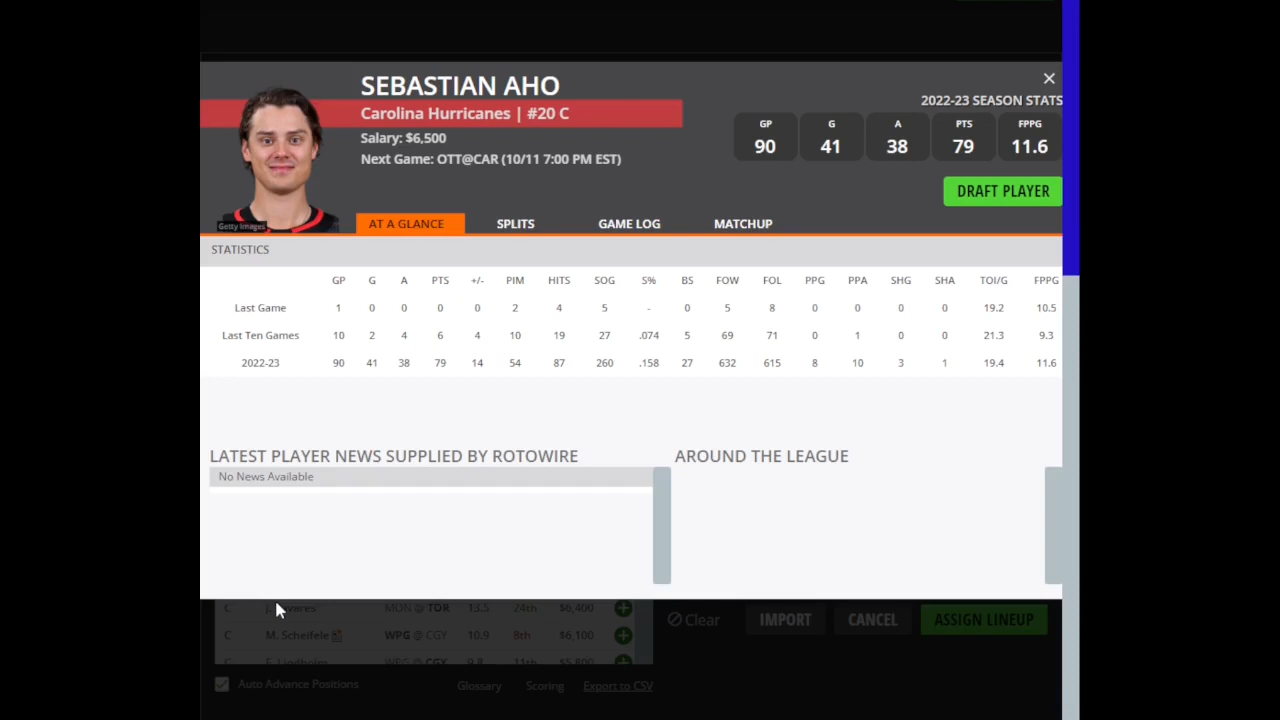 SEBASTIAN AHO
Carolina Hurricanes | #20 C
Salary: $6,500
Next Game: OTT@CAR (10/11 7:00 PM EST)
2022-23 SEASON STATS
GP G A PTS FPPG
90 41 38 79 11.6
DRAFT PLAYER
Getty Images
AT A GLANCE SPLITS GAME LOG MATCHUP
STATISTICS
GP G A PTS +/- PIM HITS SOG S% BS FOW FOL PPG PPA SHG SHA TOI/G FPPG
Last Game 1 0 0 0 0 2 4 5 - 0 5 8 0 0 0 0 19.2 10.5
Last Ten Games 10 2 4 6 4 10 19 27 .074 5 69 71 0 1 0 0 21.3 9.3
2022-23 90 41 38 79 14 54 87 260 .158 27 632 615 8 10 3 1 19.4 11.6
LATEST PLAYER NEWS SUPPLIED BY ROTOWIRE AROUND THE LEAGUE
No News Available
C MON @ TOR 13.5 24th $6,400
C M. Scheifele WPG @ CGY 10.9 8th $6,100
C E. Lindholm WPG @ CGY 9.8 11th $5,800
Clear IMPORT CANCEL ASSIGN LINEUP
Auto Advance Positions Glossary Scoring Export to CSV